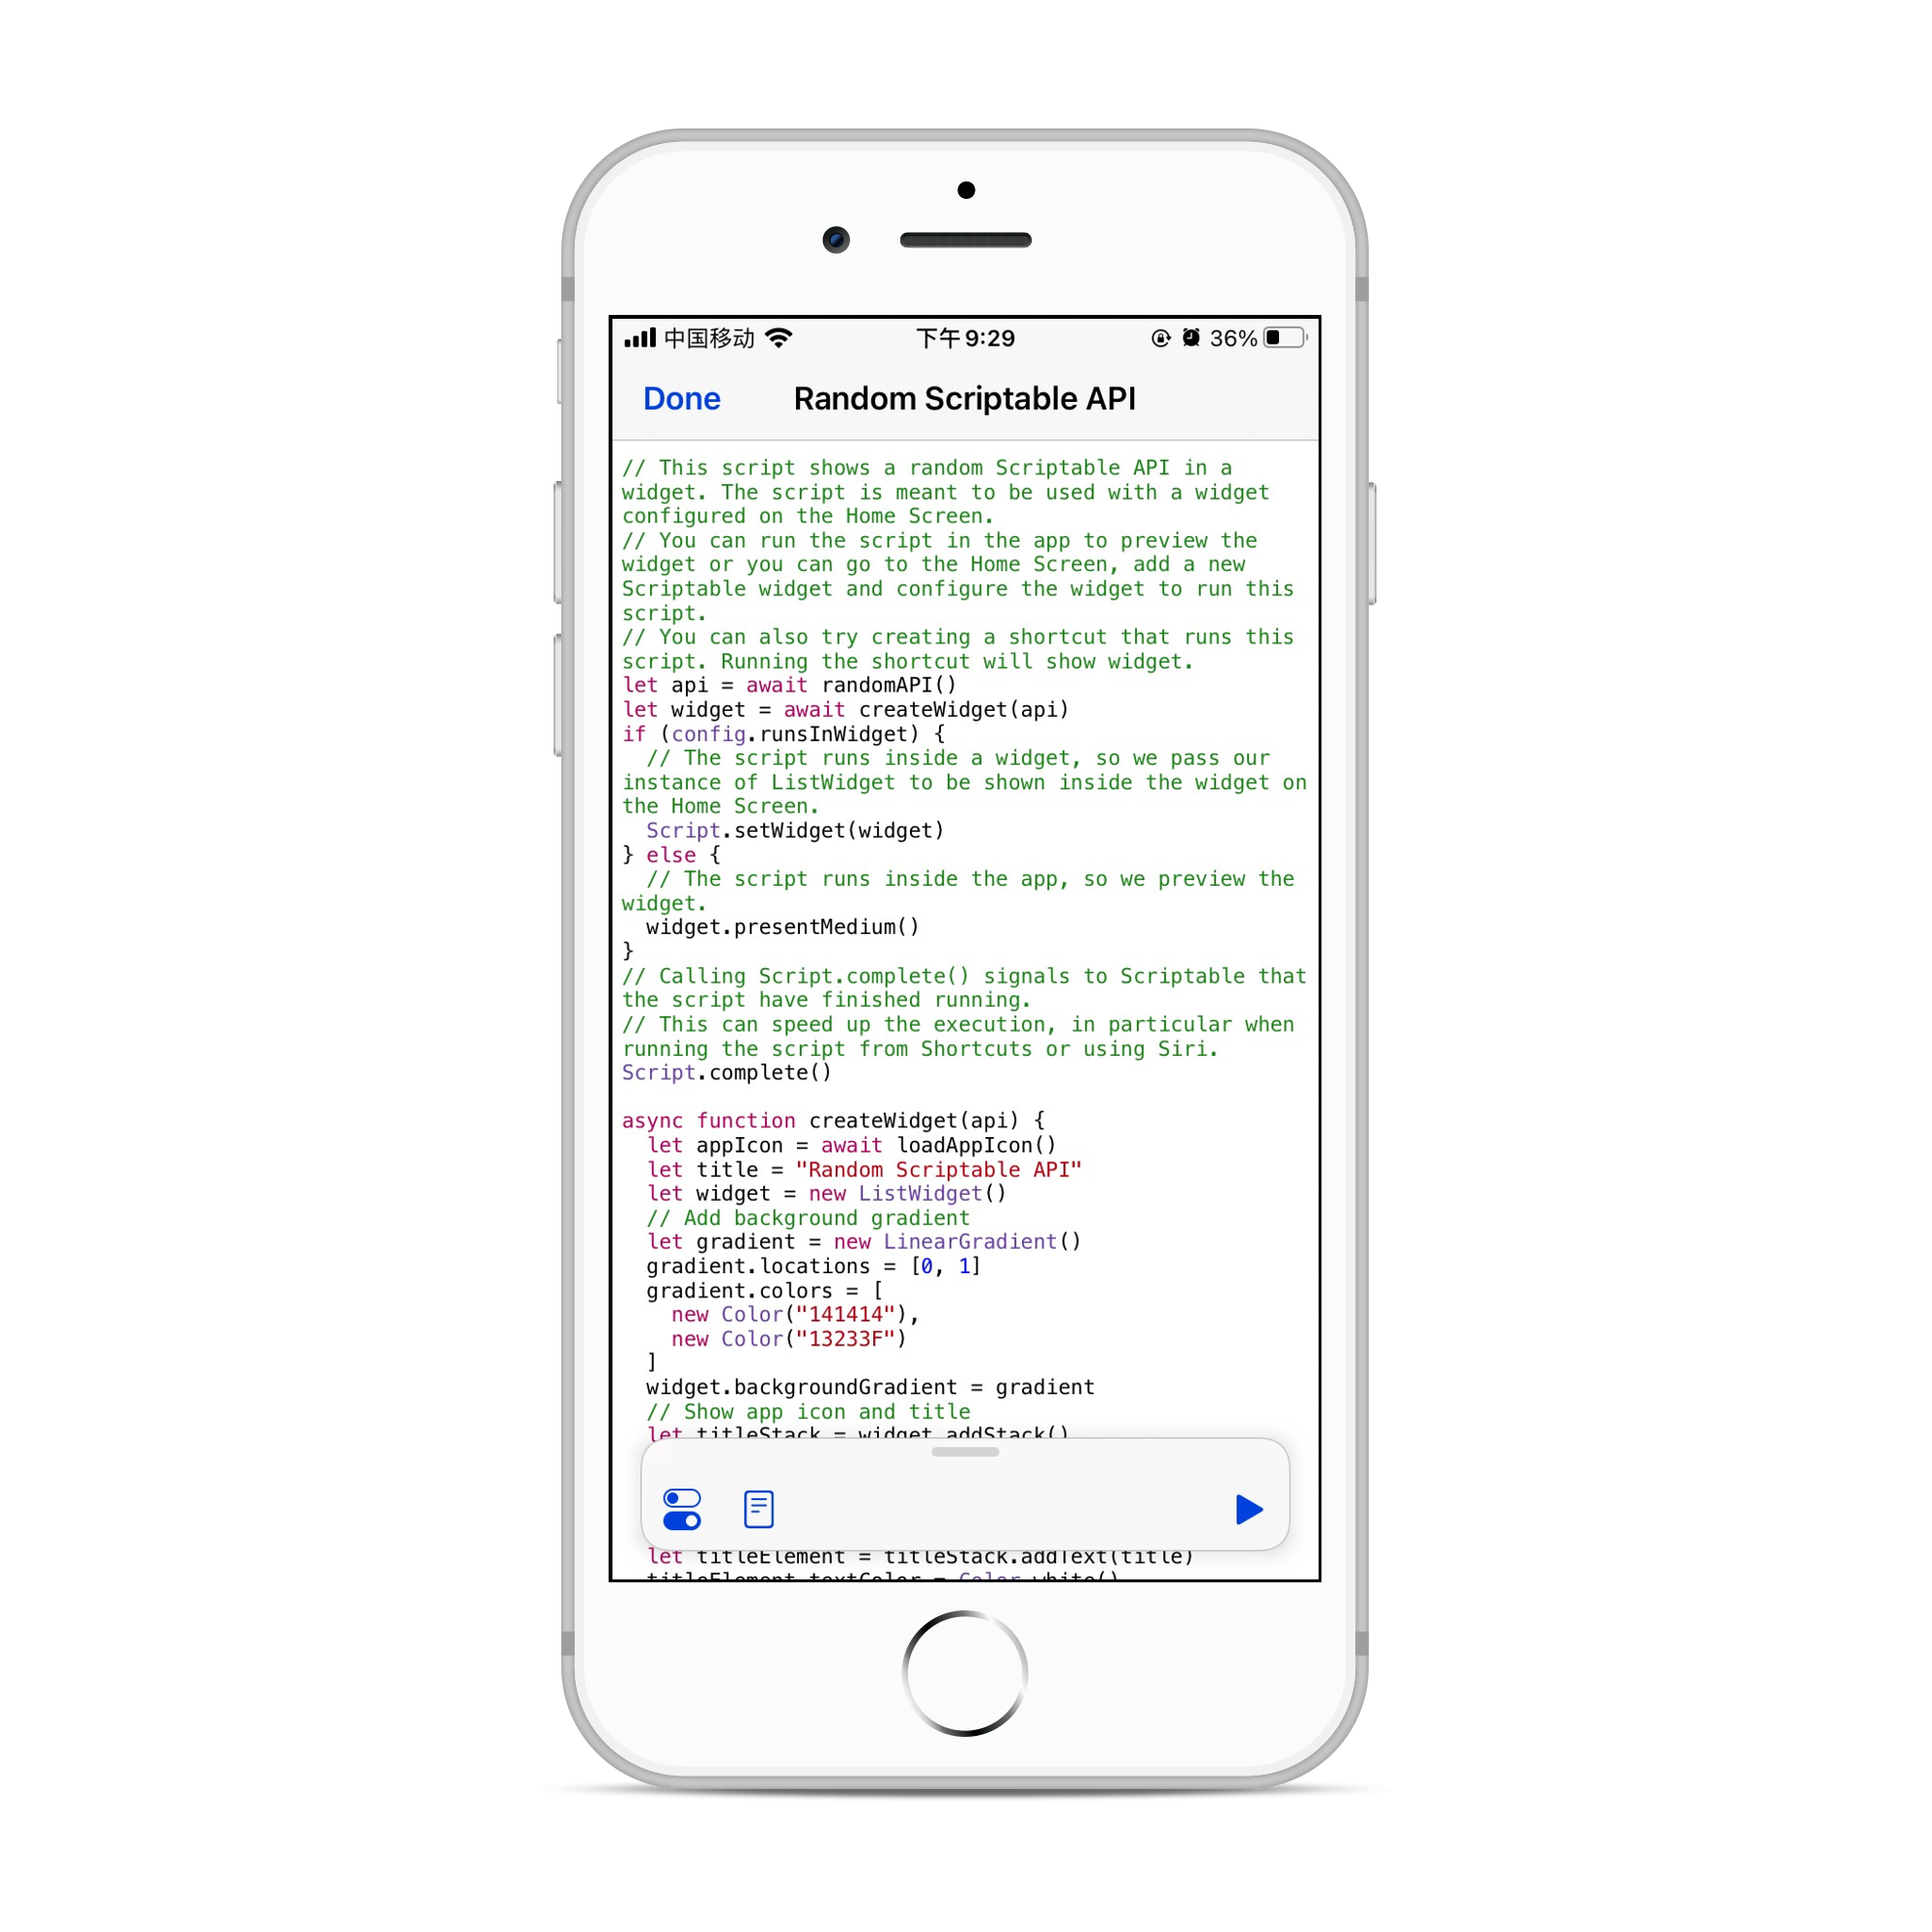 中国移动 下午9:29 36%
Done Random Scriptable API
// This script shows a random Scriptable API in a
widget. The script is meant to be used with a widget
configured on the Home Screen.
// You can run the script in the app to preview the
widget or you can go to the Home Screen, add a new
Scriptable widget and configure the widget to run this
script.
// You can also try creating a shortcut that runs this
script. Running the shortcut will show widget.
let api = await randomAPI()
let widget = await createWidget(api)
if (config.runsInWidget) {
  // The script runs inside a widget, so we pass our
instance of ListWidget to be shown inside the widget on
the Home Screen.
  Script.setWidget(widget)
} else {
  // The script runs inside the app, so we preview the
widget.
  widget.presentMedium()
}
// Calling Script.complete() signals to Scriptable that
the script have finished running.
// This can speed up the execution, in particular when
running the script from Shortcuts or using Siri.
Script.complete()
async function createWidget(api) {
  let appIcon = await loadAppIcon()
  let title = "Random Scriptable API"
  let widget = new ListWidget()
  // Add background gradient
  let gradient = new LinearGradient()
  gradient.locations = [0, 1]
  gradient.colors = [
    new Color("141414"),
    new Color("13233F")
  ]
  widget.backgroundGradient = gradient
  // Show app icon and title
  let titleStack = widget.addStack()
  let titleElement = titleStack.addText(title)
  titleElement.textColor = Color.white()